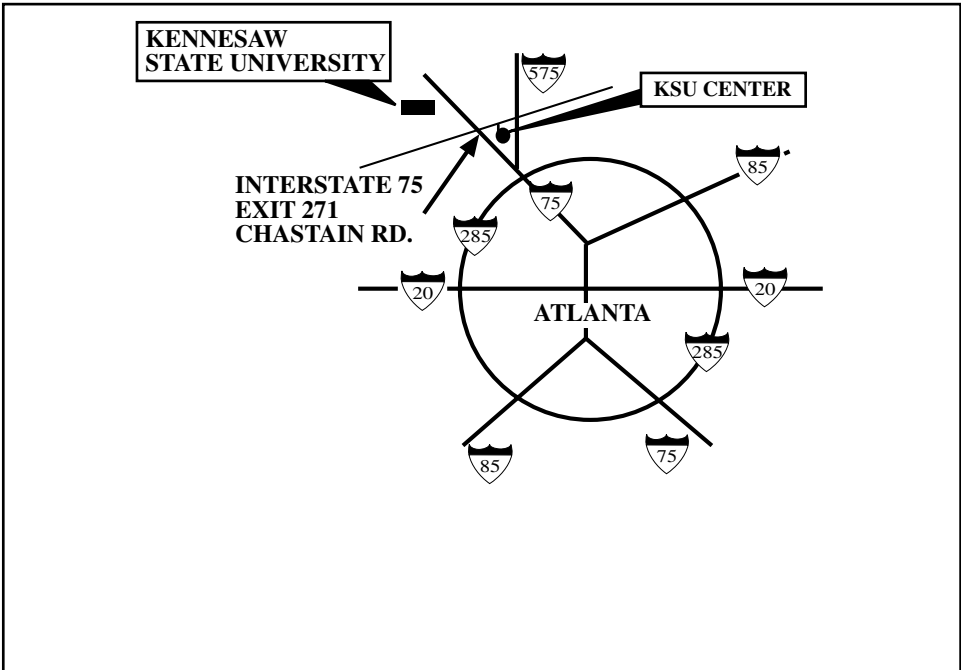 KENNESAW
STATE UNIVERSITY
575
KSU CENTER
85
INTERSTATE 75
EXIT 271
CHASTAIN RD.
75
285
20
20
ATLANTA
285
85
75